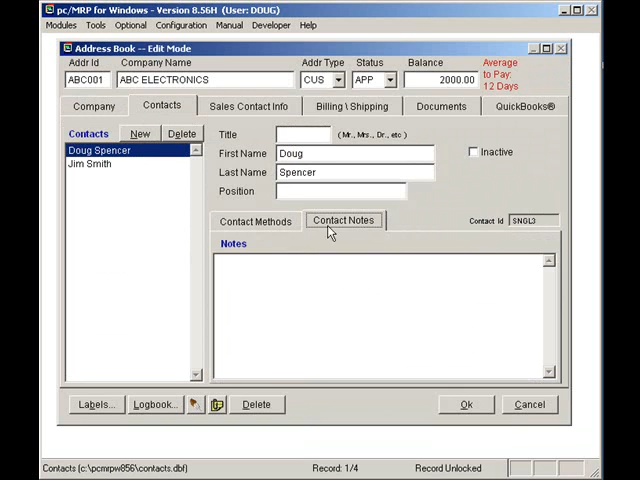 pc/MRP for Windows - Version 8.56H (User: DOUG)
Modules Tools Optional Configuration Manual Developer Help
Address Book -- Edit Mode
Addr Id Company Name Addr Type Status Balance Average
to Pay:
12 Days
ABC001 ABC ELECTRONICS CUS APP 2000.00
Company Contacts Sales Contact Info Billing \ Shipping Documents QuickBooks®
Contacts New Delete
Doug Spencer
Jim Smith
Title ( Mr., Mrs., Dr., etc )
First Name Doug Inactive
Last Name Spencer
Position
Contact Methods Contact Notes Contact Id SNGL3
Notes
Labels... Logbook... Delete Ok Cancel
Contacts (c:\pcmrpw856\contacts.dbf) Record: 1/4 Record Unlocked